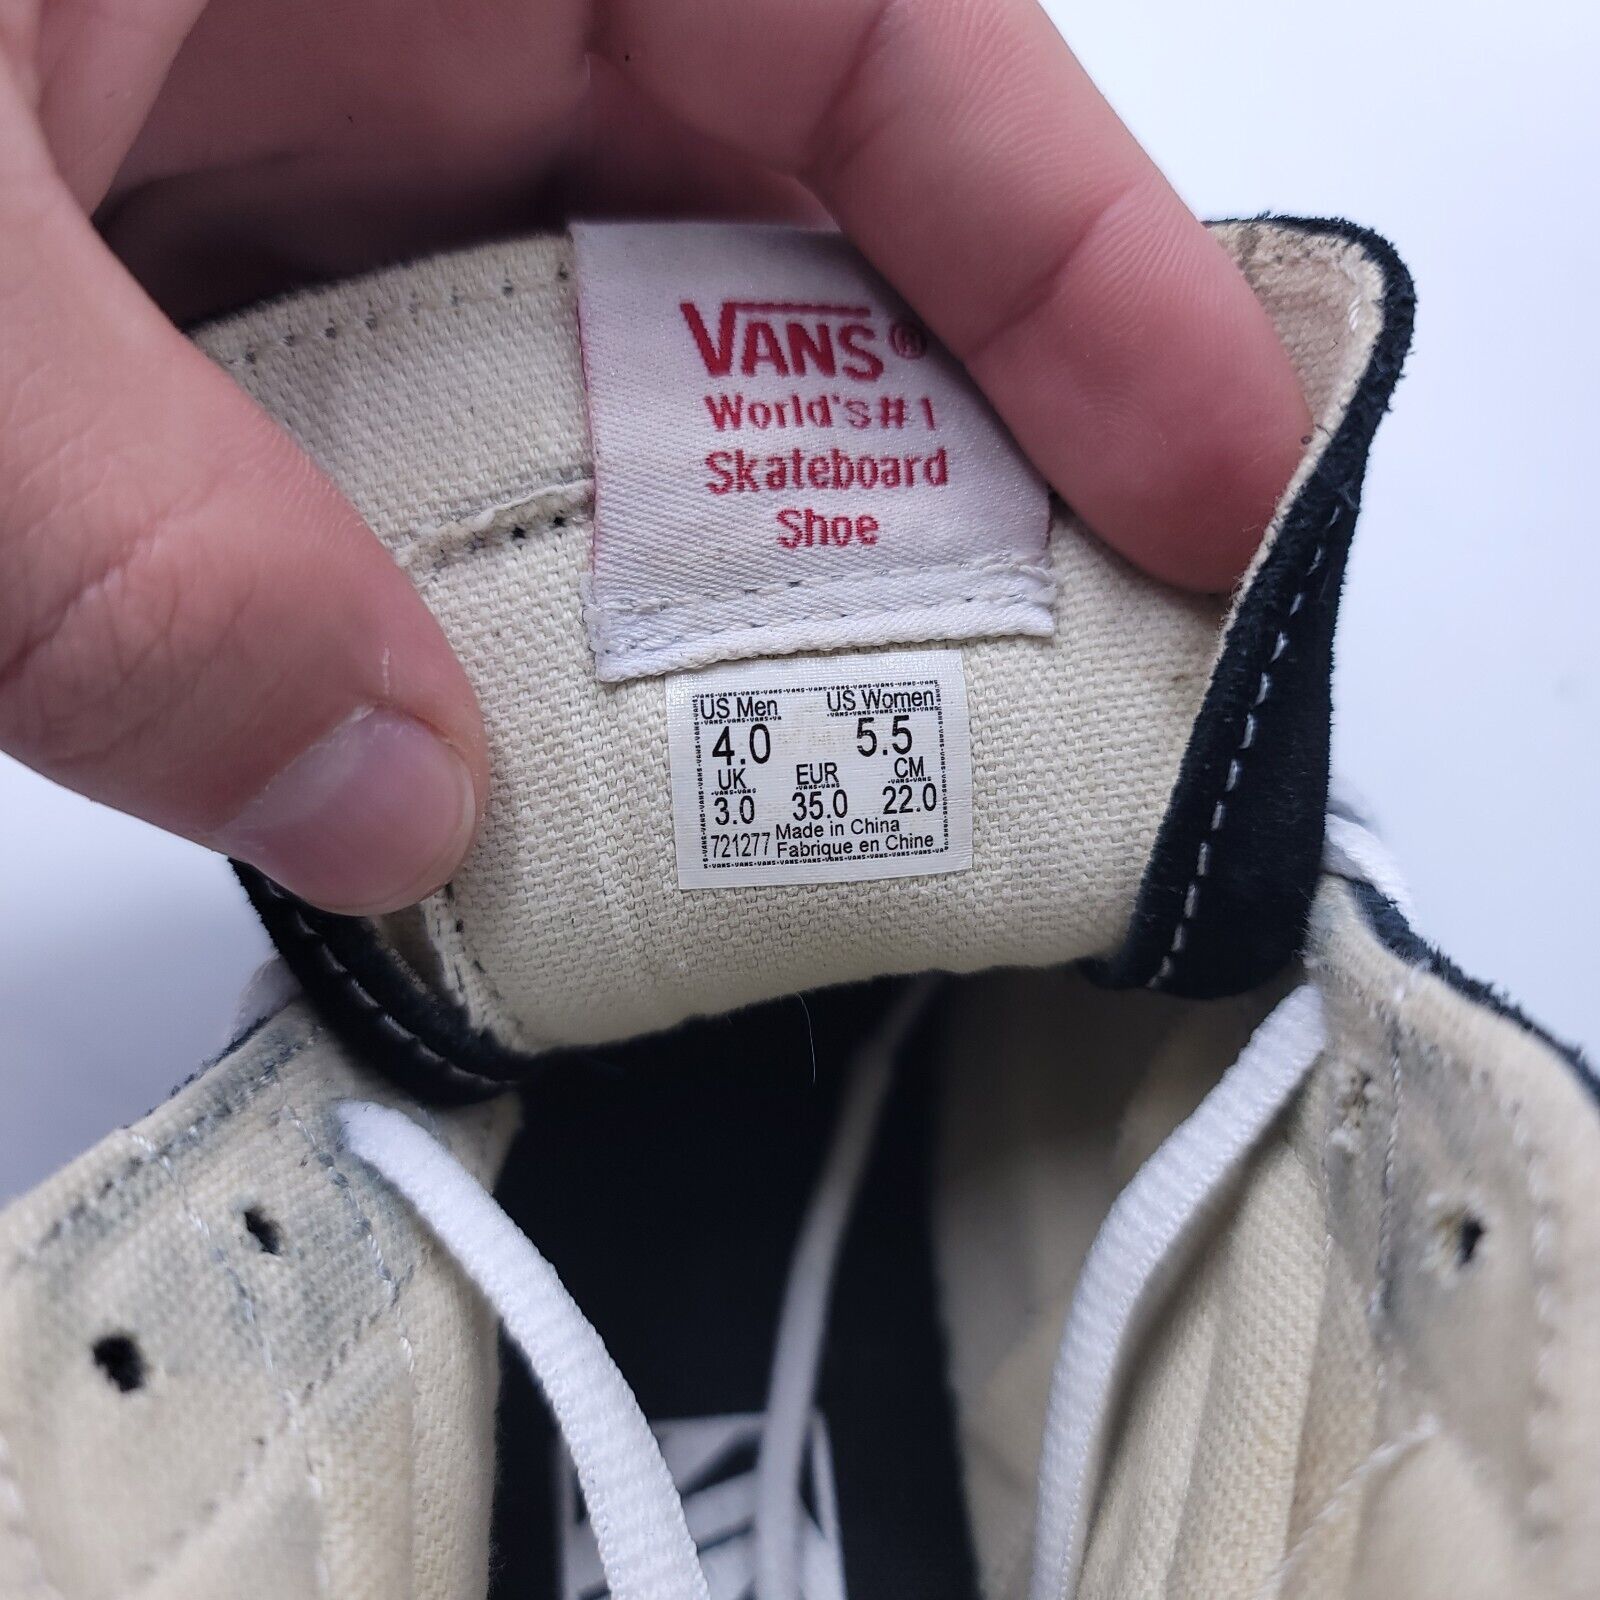 VANS®
World's #1
Skateboard
Shoe
US Men US Women
4.0 5.5
UK EUR CM
3.0 35.0 22.0
721277 Made in China
Fabrique en Chine